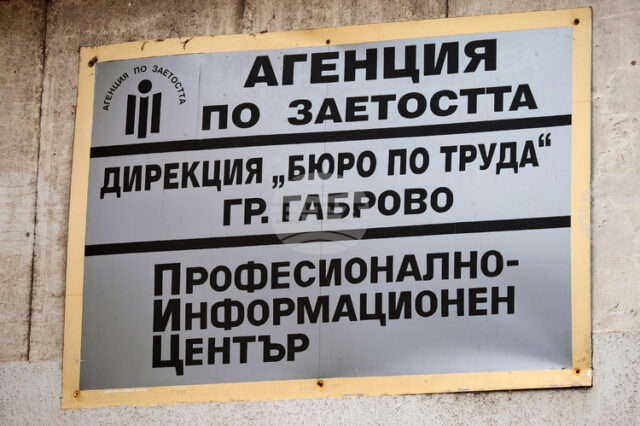 АГЕНЦИЯ ПО ЗАЕТОСТТА
АГЕНЦИЯ
ПО ЗАЕТОСТТА
ДИРЕКЦИЯ „БЮРО ПО ТРУДА“
ГР. ГАБРОВО
ПРОФЕСИОНАЛНО-
ИНФОРМАЦИОНЕН
ЦЕНТЪР